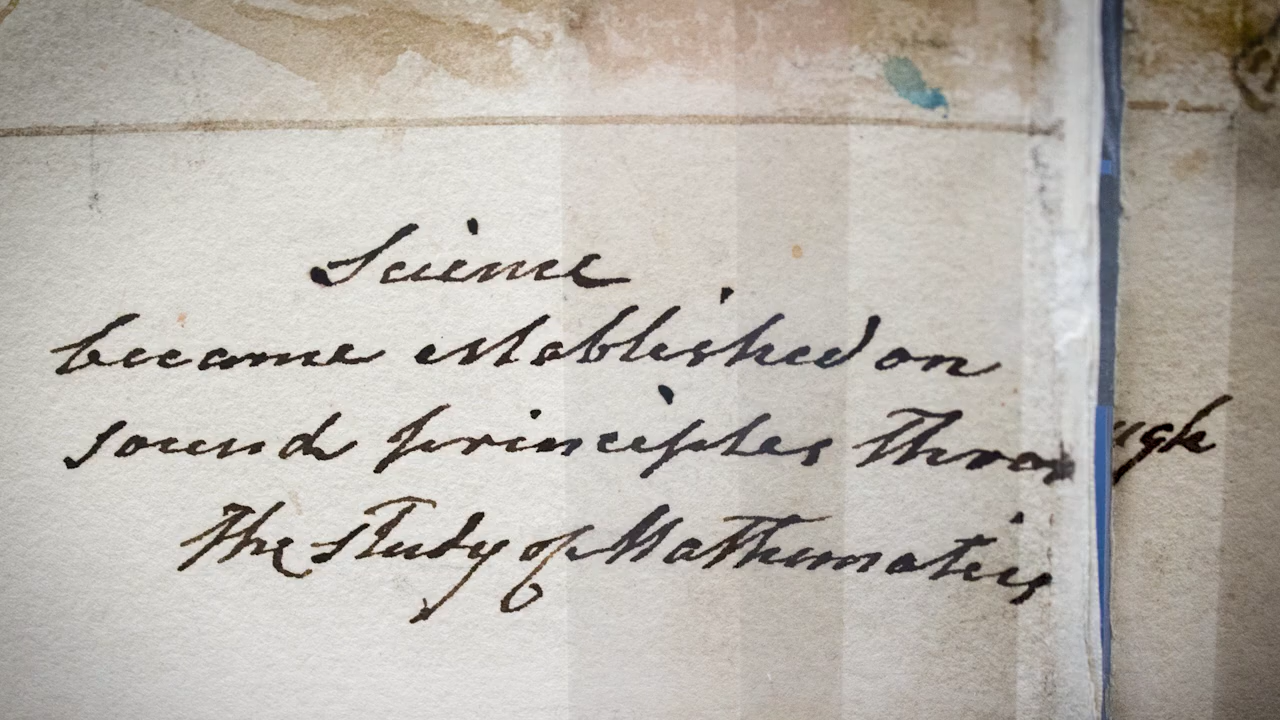 Science
became established on
sound principles through
the study of Mathematics